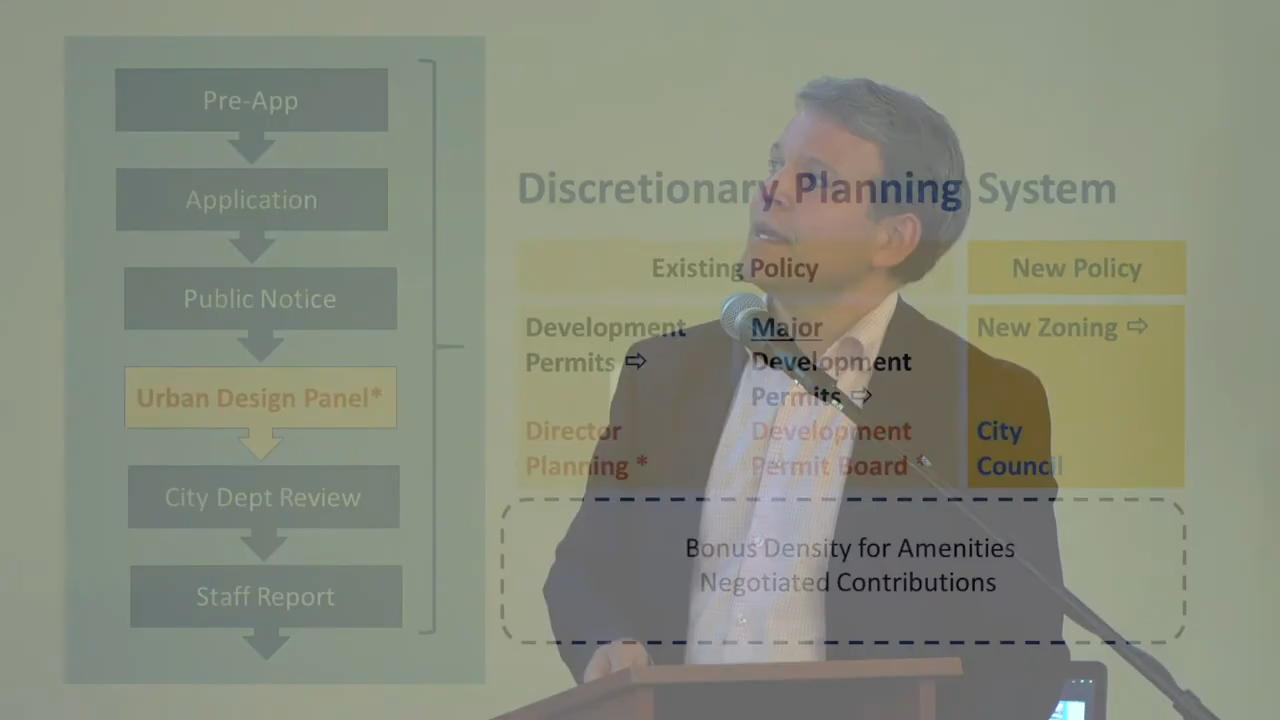 Pre-App
Application
Public Notice
Urban Design Panel*
City Dept Review
Staff Report
Discretionary Planning System
Existing Policy
New Policy
Development
Permits ⇨
Director
Planning *
Major
Development
Permits ⇨
Development
Permit Board *
New Zoning ⇨
City
Council
Bonus Density for Amenities
Negotiated Contributions